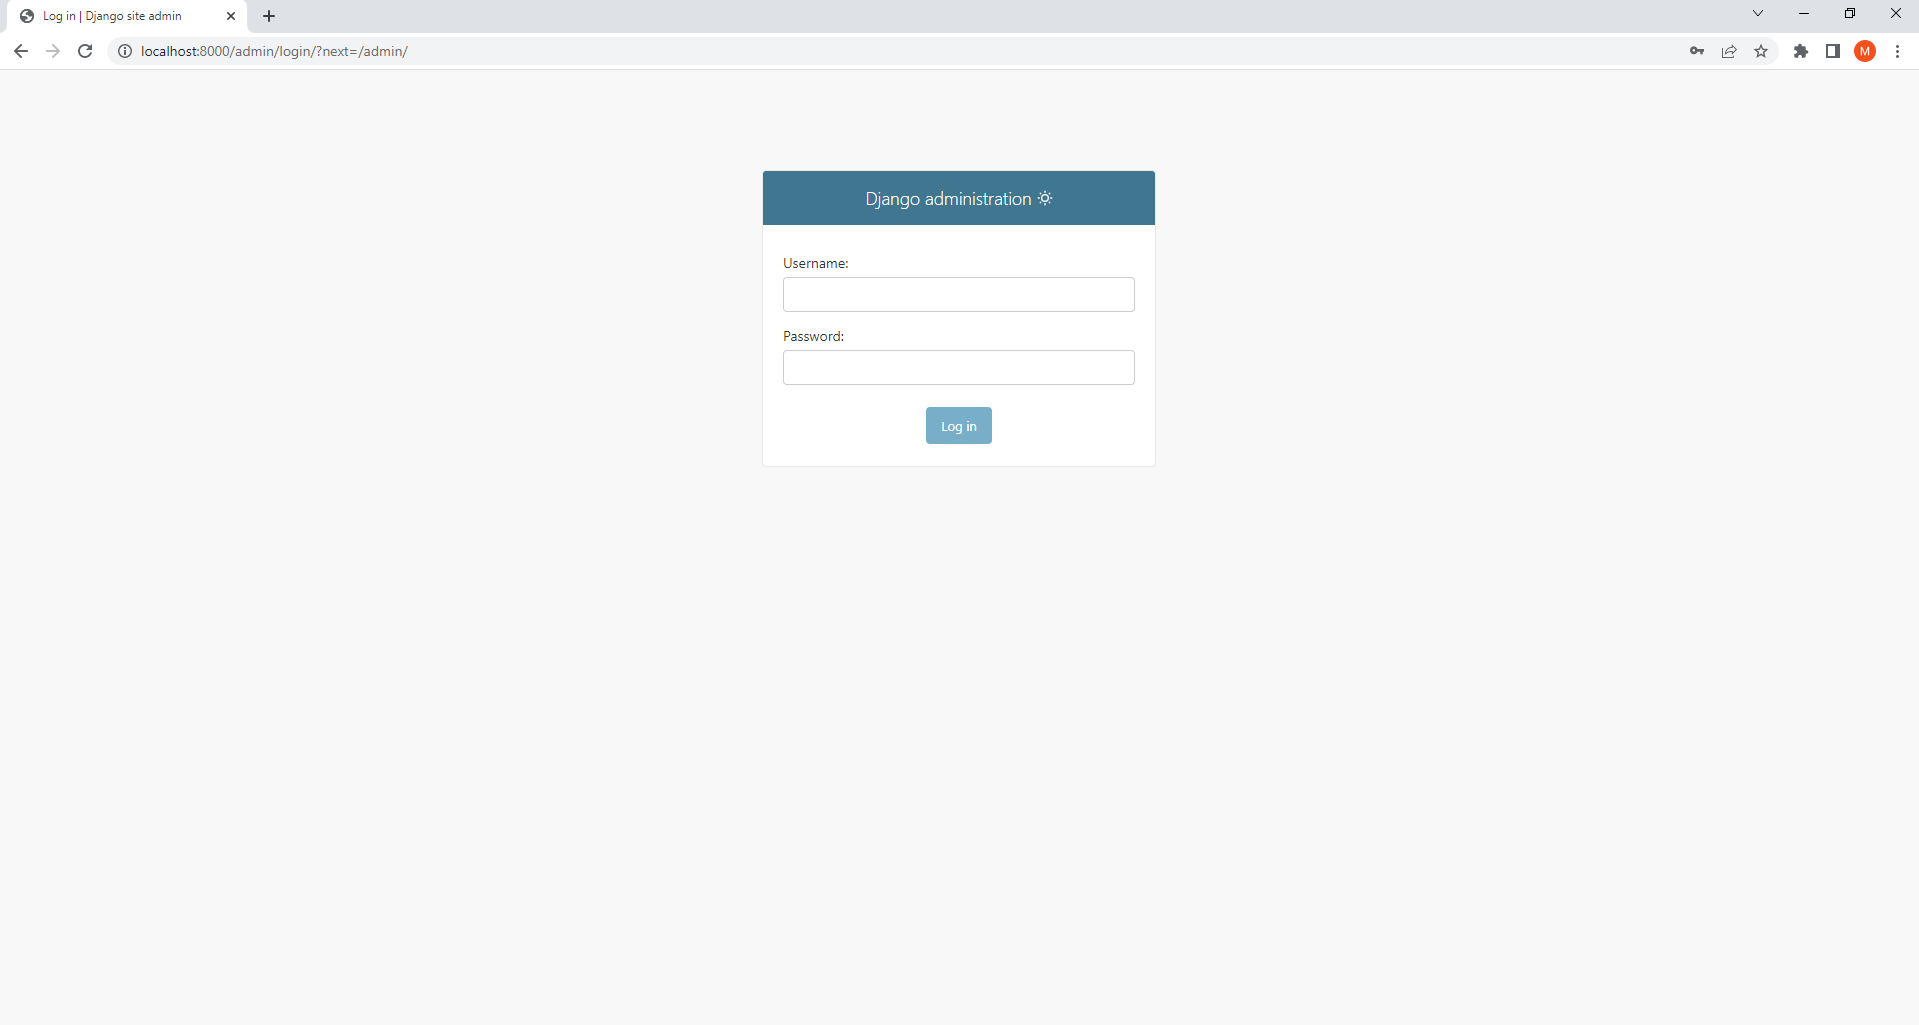 Log in | Django site admin
localhost:8000/admin/login/?next=/admin/
M
Django administration
Username:
Password:
Log in